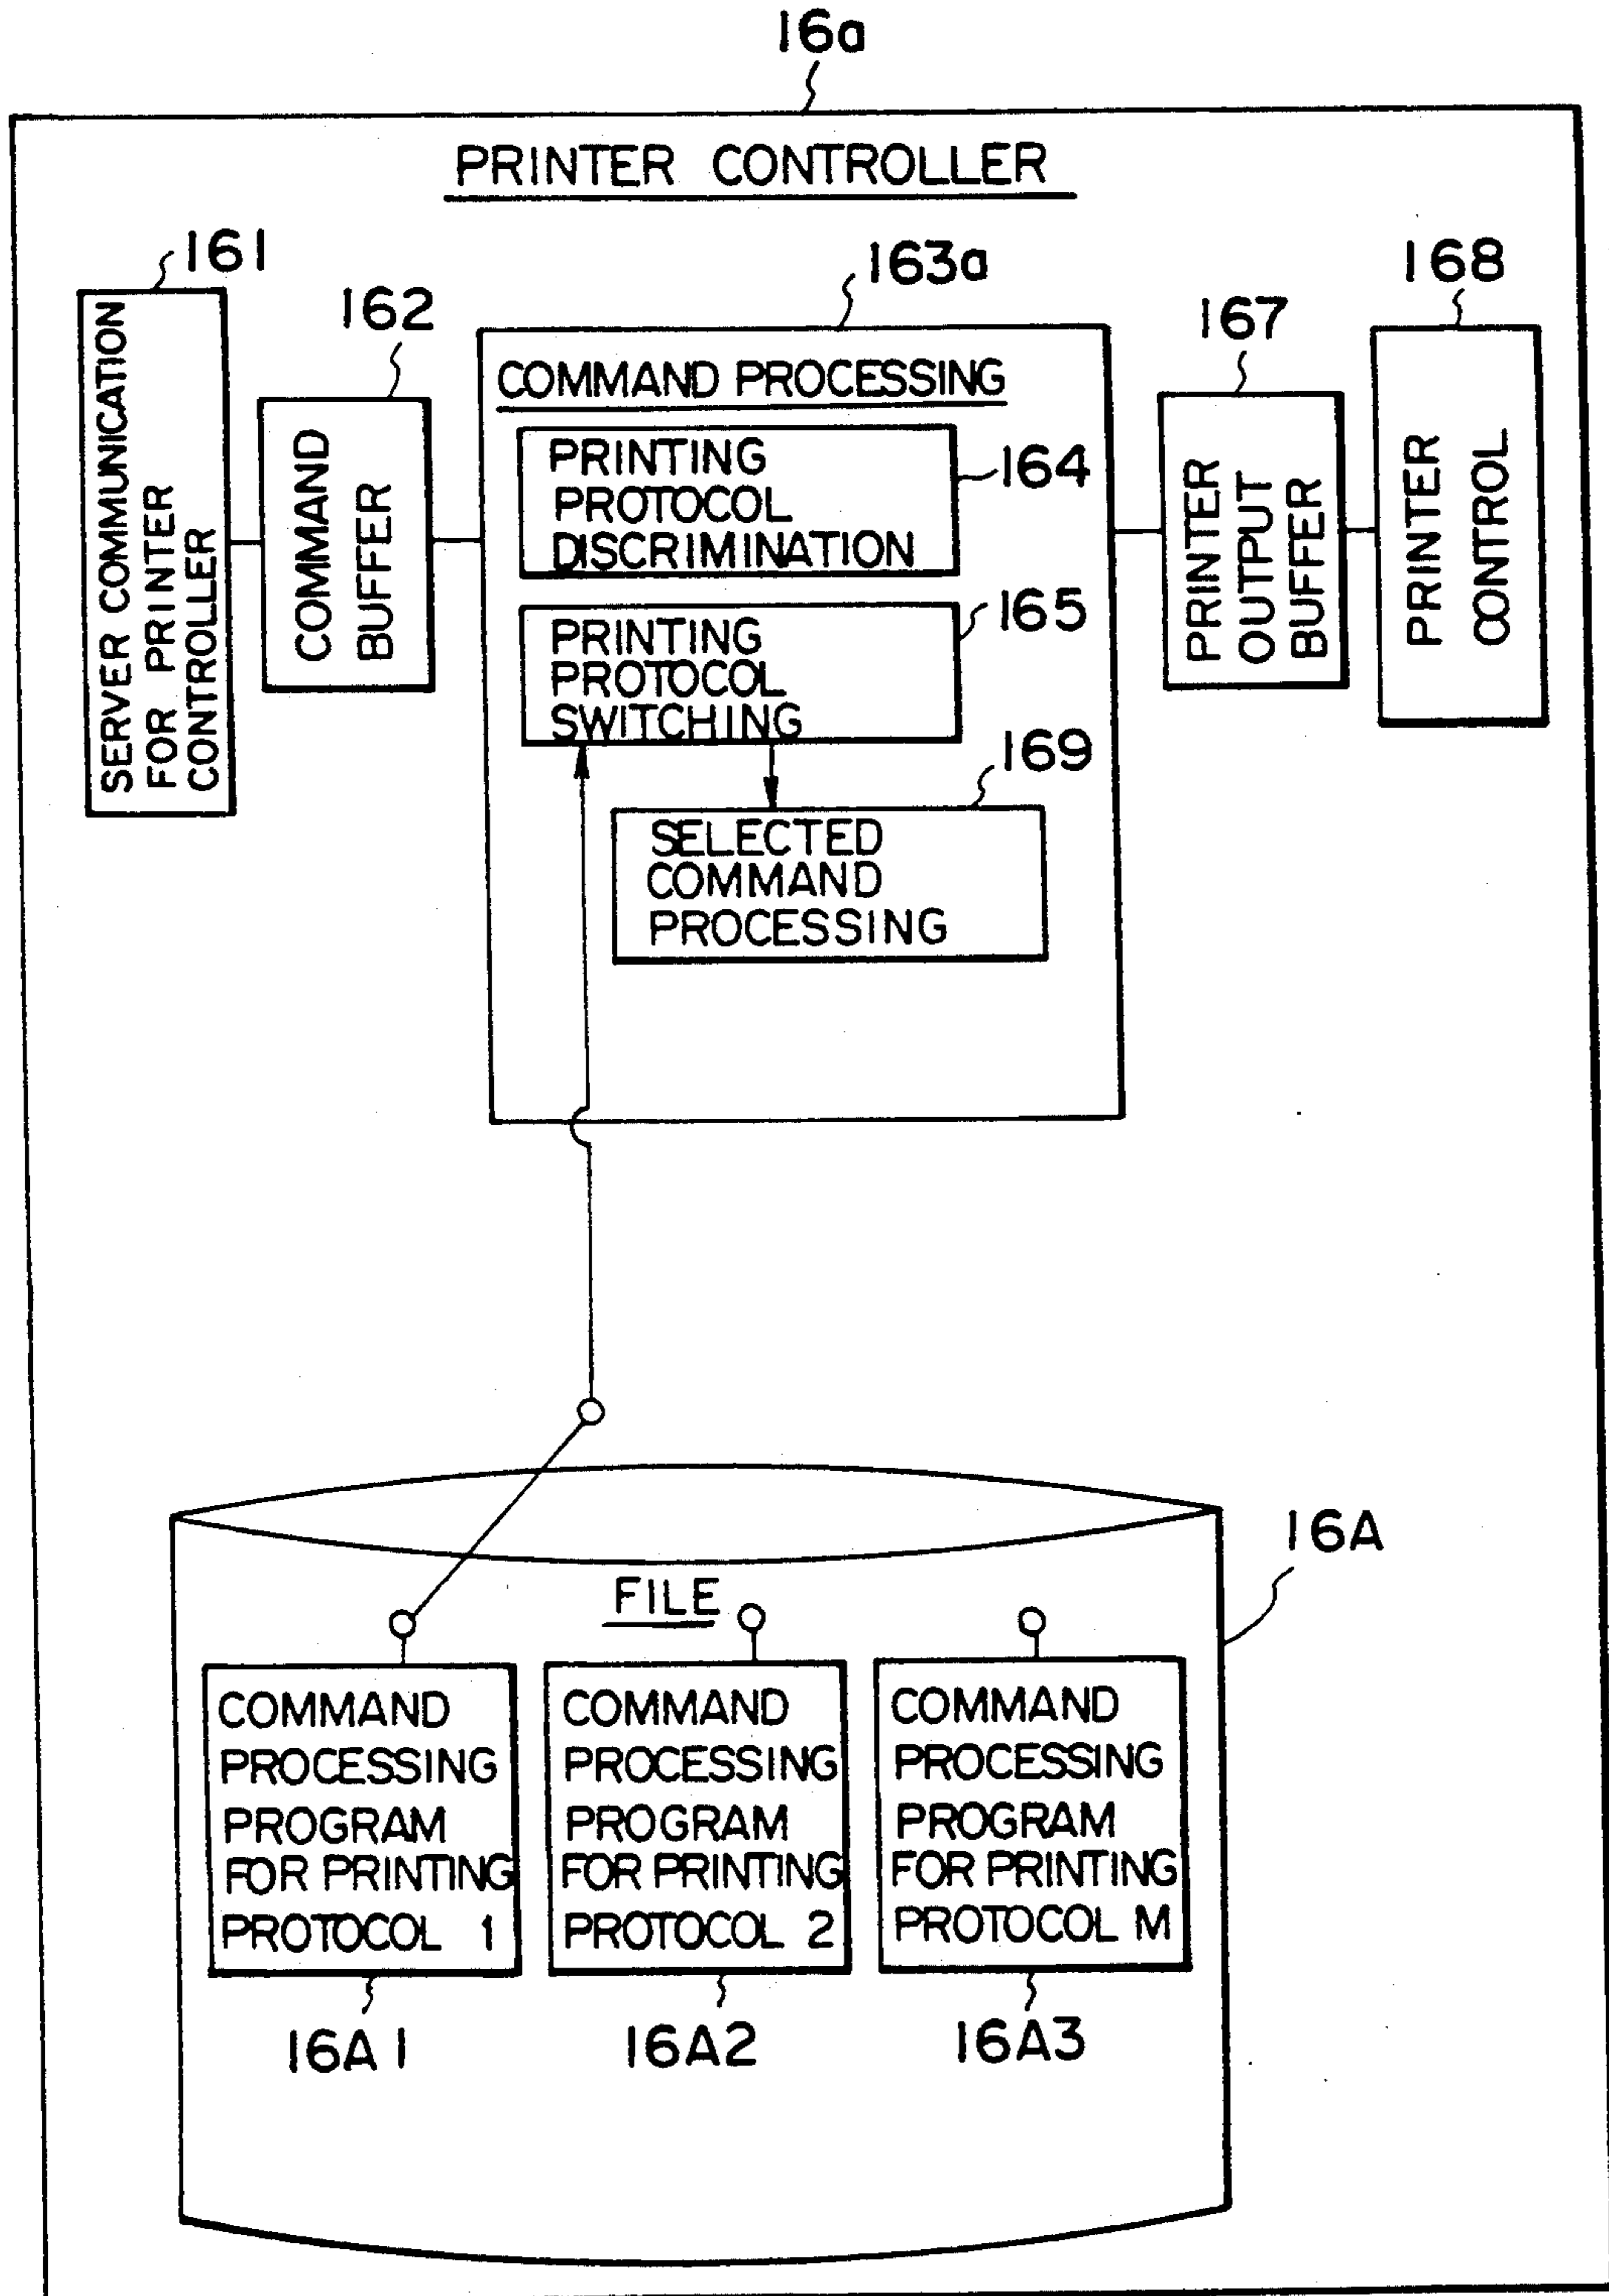 16a
PRINTER CONTROLLER
161
162
163a
167
168
SERVER COMMUNICATION
FOR PRINTER
CONTROLLER
COMMAND
BUFFER
COMMAND PROCESSING
PRINTING
PROTOCOL
DISCRIMINATION
164
PRINTING
PROTOCOL
SWITCHING
165
169
SELECTED
COMMAND
PROCESSING
PRINTER
OUTPUT
BUFFER
PRINTER
CONTROL
16A
FILE
COMMAND
PROCESSING
PROGRAM
FOR PRINTING
PROTOCOL 1
16A1
COMMAND
PROCESSING
PROGRAM
FOR PRINTING
PROTOCOL 2
16A2
COMMAND
PROCESSING
PROGRAM
FOR PRINTING
PROTOCOL M
16A3